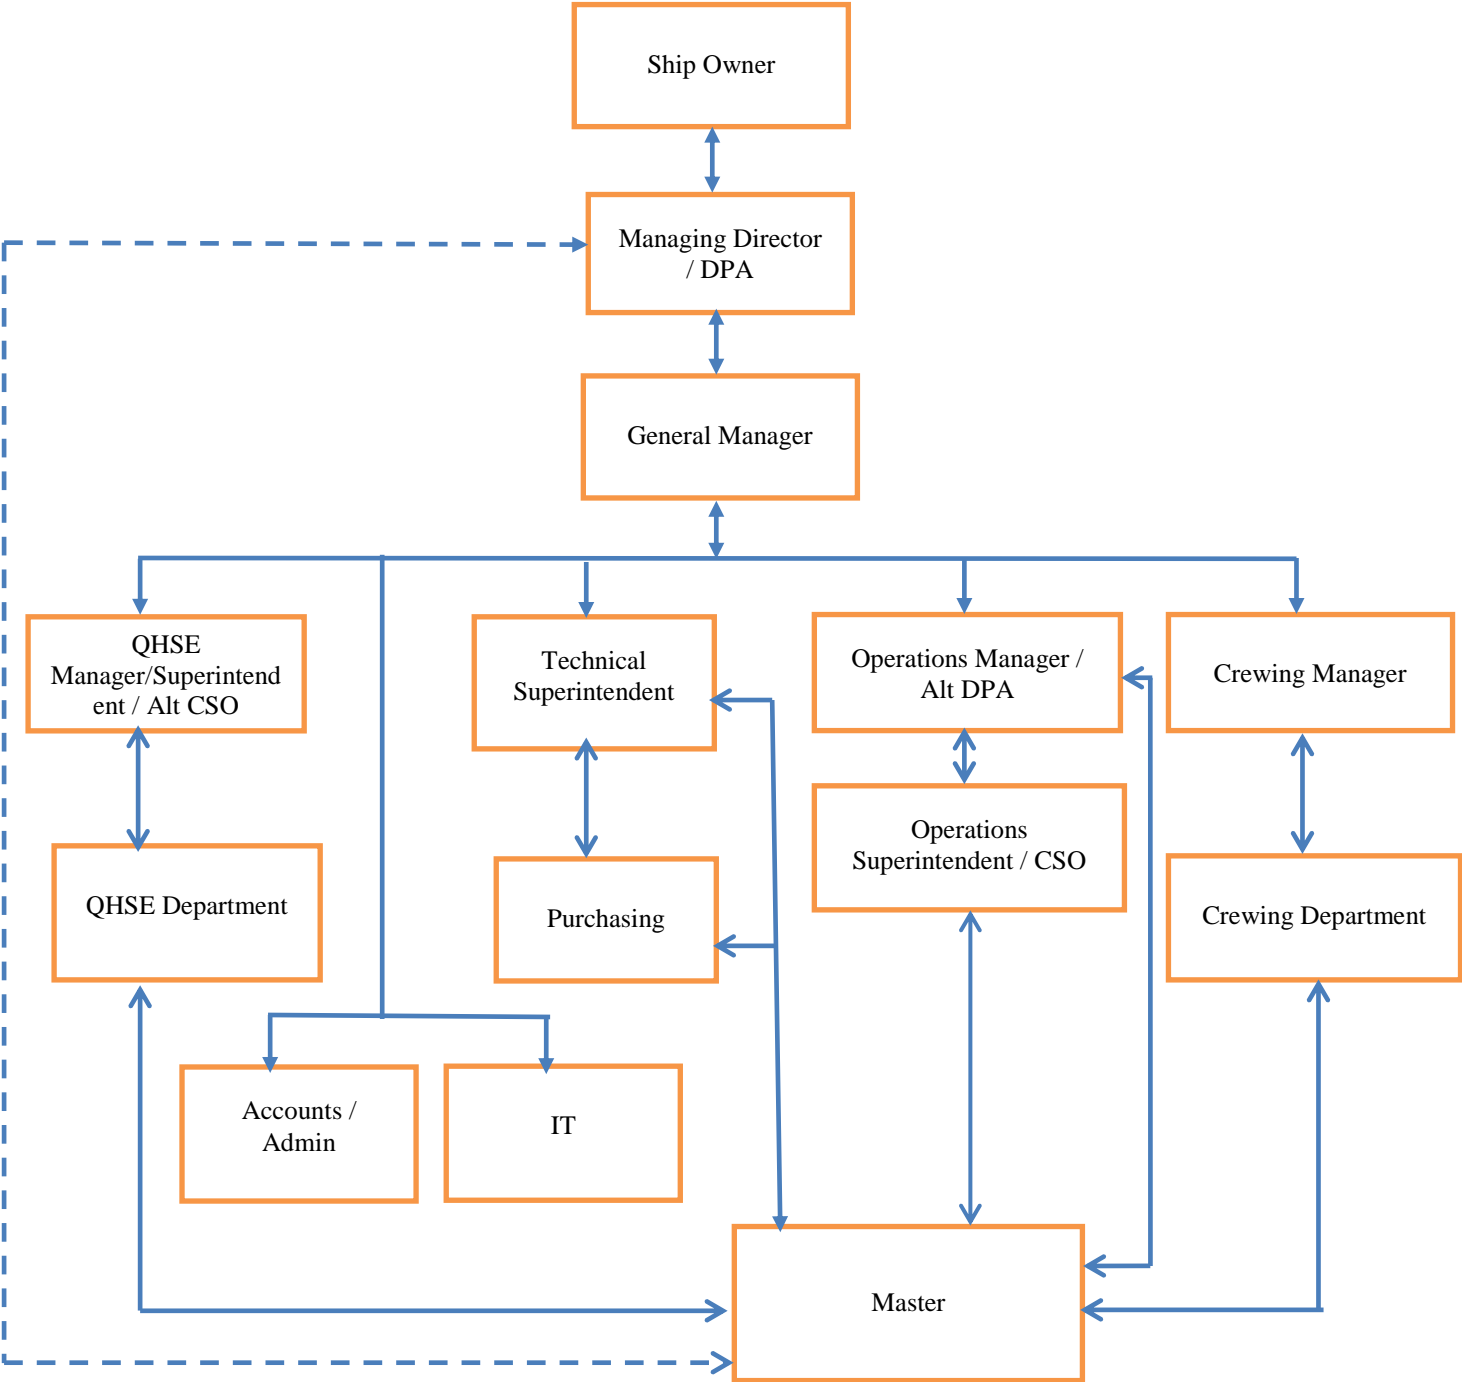 Ship Owner
Managing Director
/ DPA
General Manager
QHSE
Manager/Superintend
ent / Alt CSO
Technical
Superintendent
Operations Manager /
Alt DPA
Crewing Manager
Operations
Superintendent / CSO
QHSE Department
Purchasing
Crewing Department
Accounts /
Admin
IT
Master